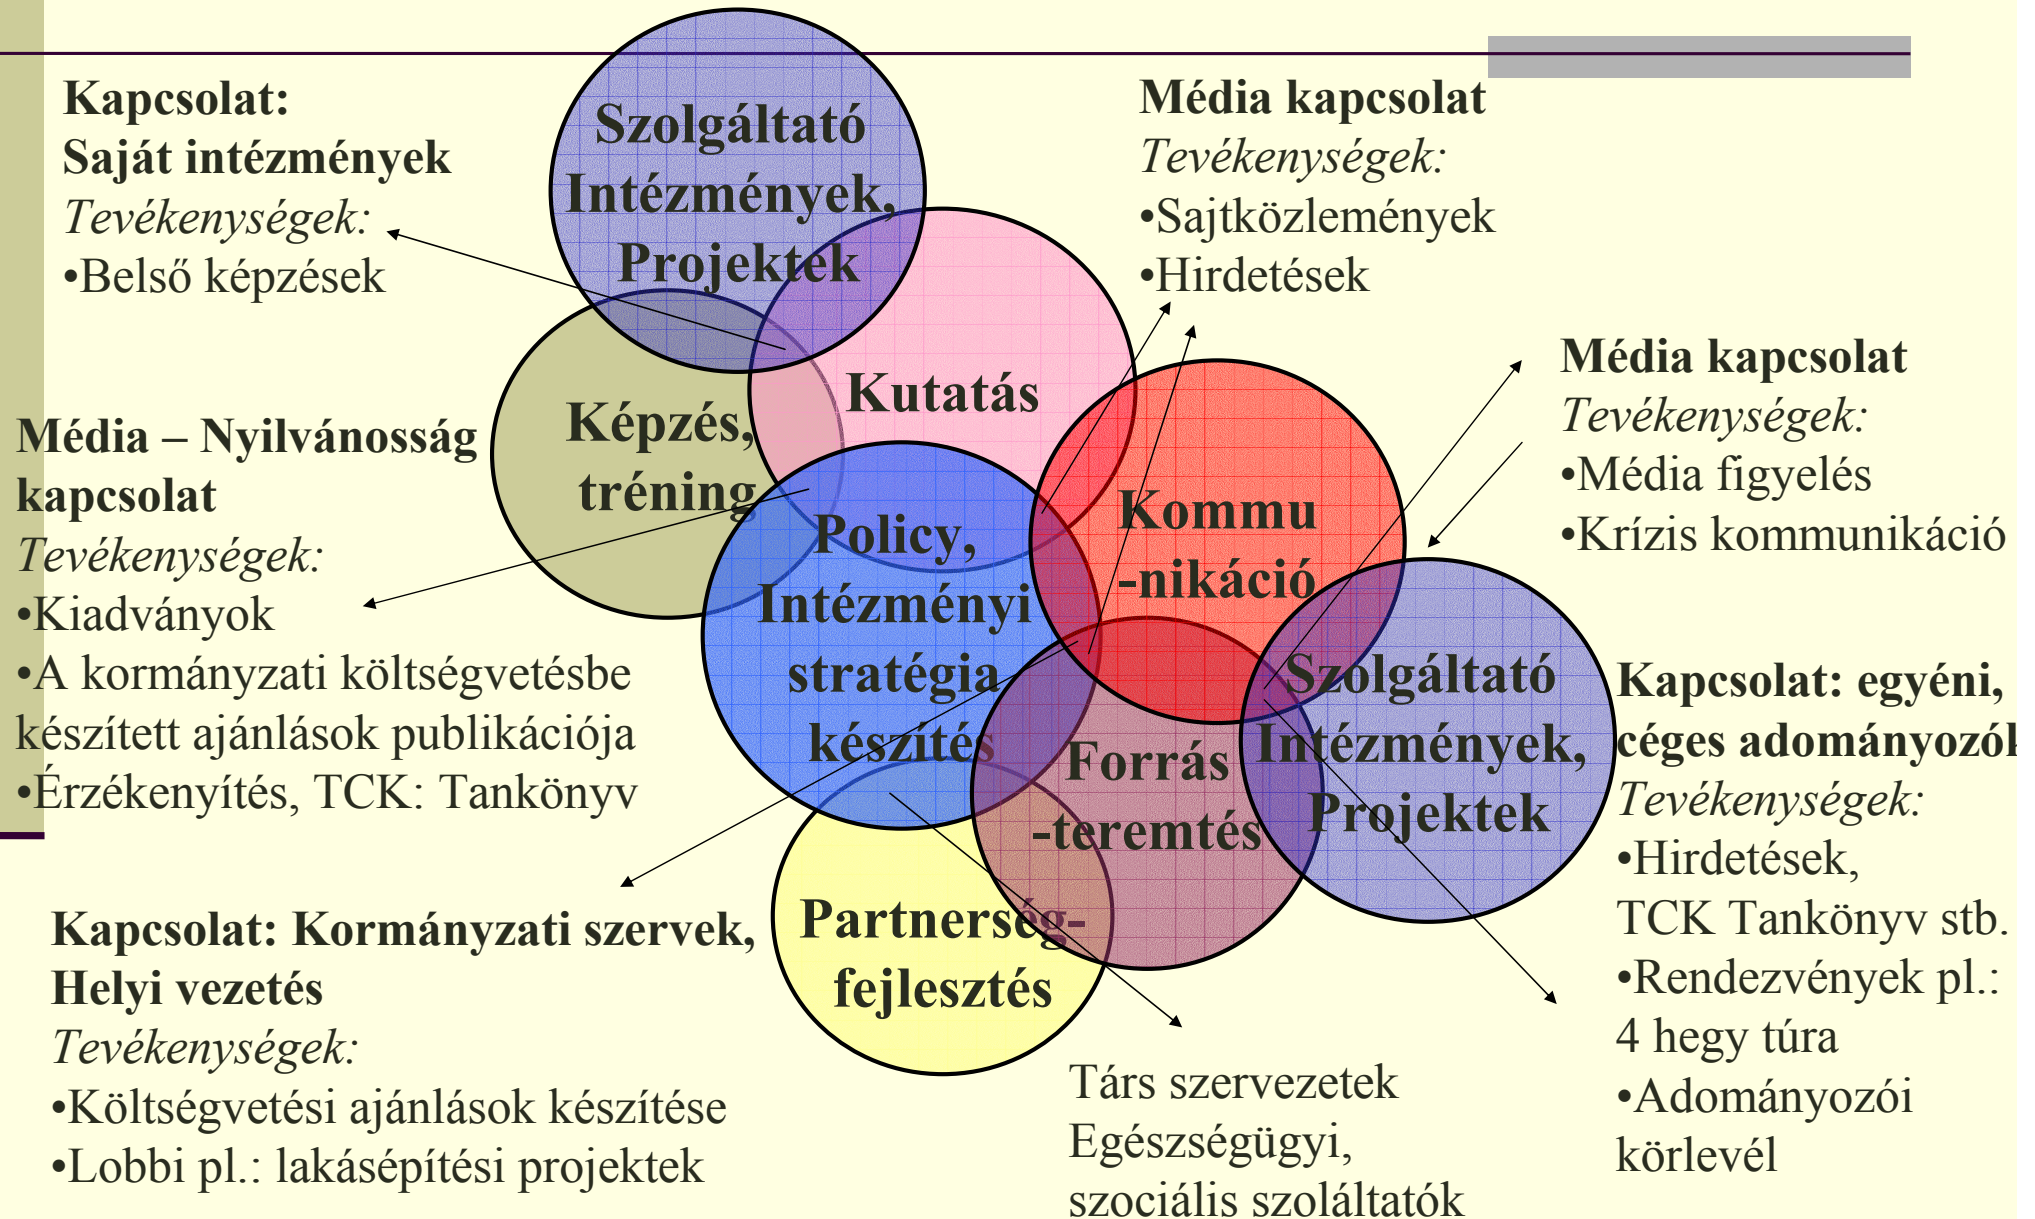 Kapcsolat:
Saját intézmények
Tevékenységek:
•Belső képzések
Szolgáltató
Intézmények,
Projektek
Média kapcsolat
Tevékenységek:
•Sajtközlemények
•Hirdetések
Kutatás
Képzés,
tréning
Média kapcsolat
Tevékenységek:
•Média figyelés
•Krízis kommunikáció
Média – Nyilvánosság
kapcsolat
Tevékenységek:
•Kiadványok
•A kormányzati költségvetésbe
készített ajánlások publikációja
•Érzékenyítés, TCK: Tankönyv
Policy,
Intézményi
stratégia
készítés
Kommu
-nikáció
Forrás
-teremtés
Szolgáltató
Intézmények,
Projektek
Kapcsolat: egyéni,
céges adományozók
Tevékenységek:
•Hirdetések,
TCK Tankönyv stb.
•Rendezvények pl.:
4 hegy túra
•Adományozói
körlevél
Partnerség-
fejlesztés
Kapcsolat: Kormányzati szervek,
Helyi vezetés
Tevékenységek:
•Költségvetési ajánlások készítése
•Lobbi pl.: lakásépítési projektek
Társ szervezetek
Egészségügyi,
szociális szoláltatók